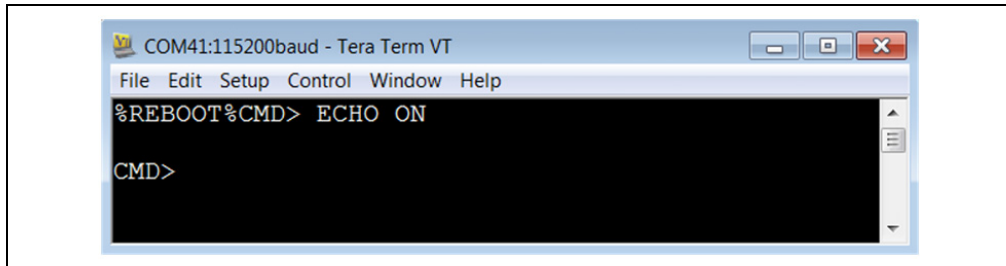 COM41:115200baud - Tera Term VT
File Edit Setup Control Window Help
%REBOOT%CMD> ECHO ON
CMD>